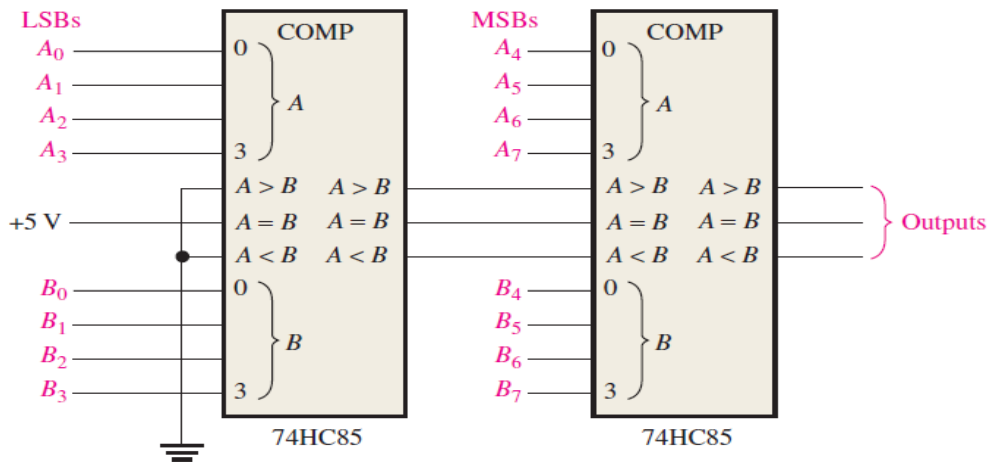 LSBs
MSBs
COMP
COMP
A₀
0
A₄
0
A₁
A₅
A
A
A₂
A₆
A₃
3
A₇
3
A > B
A > B
A > B
A > B
+5 V
A = B
A = B
A = B
A = B
Outputs
A < B
A < B
A < B
A < B
B₀
0
B₄
0
B₁
B₅
B
B
B₂
B₆
B₃
3
B₇
3
74HC85
74HC85